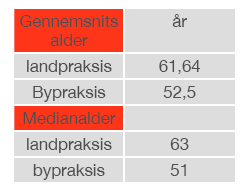 Gennemsnits år
alder
landpraksis 61,64
Bypraksis 52,5
Medianalder
landpraksis 63
bypraksis 51